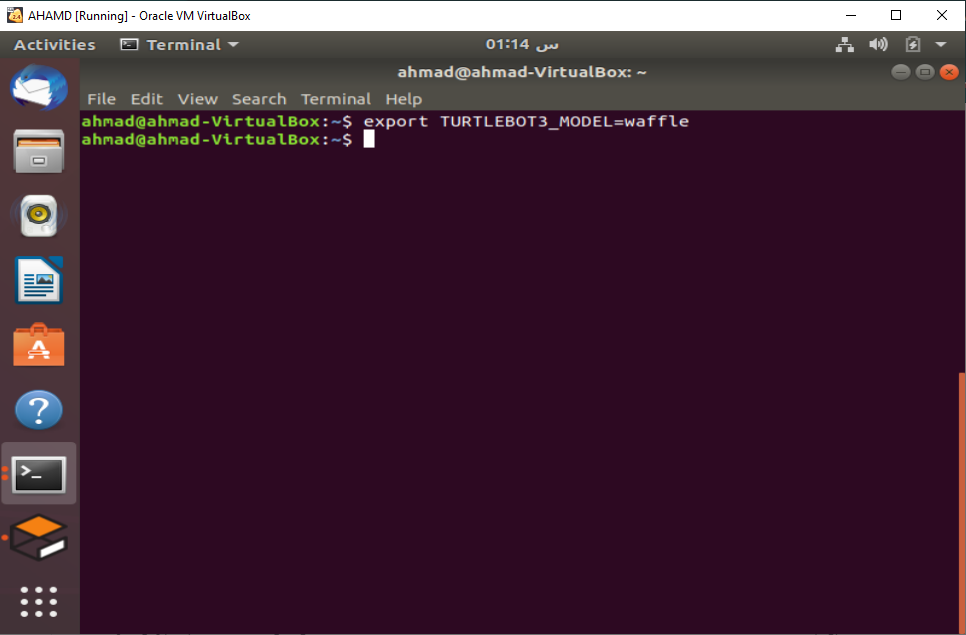 AHAMD [Running] - Oracle VM VirtualBox
Activities Terminal 01:14 س
ahmad@ahmad-VirtualBox: ~
File Edit View Search Terminal Help
ahmad@ahmad-VirtualBox:~$ export TURTLEBOT3_MODEL=waffle
ahmad@ahmad-VirtualBox:~$